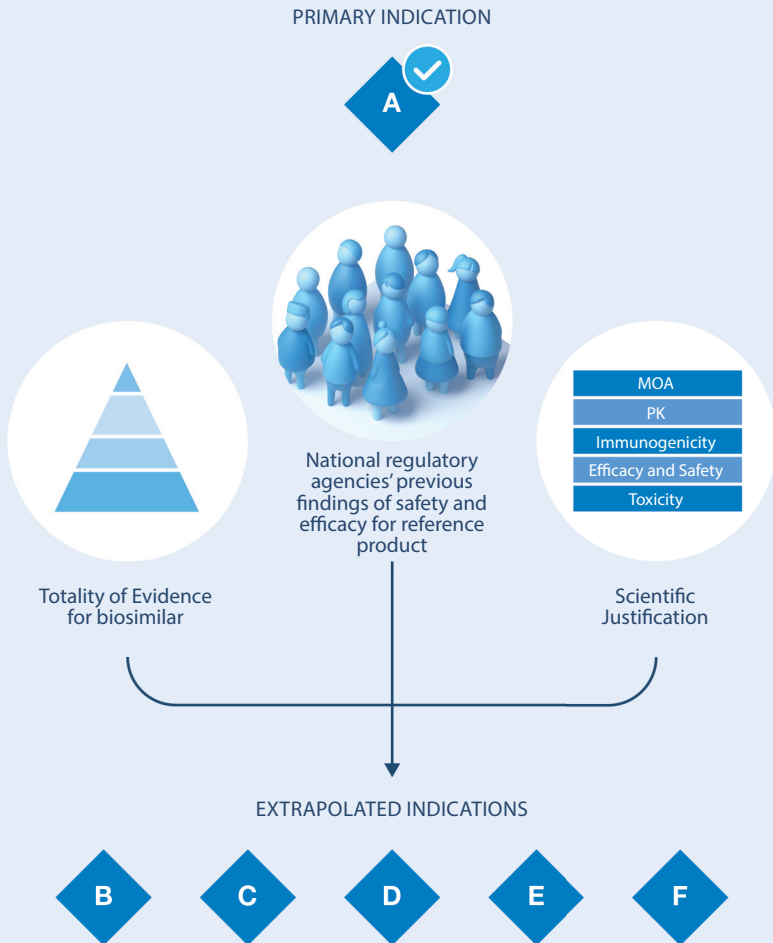 PRIMARY INDICATION
A
National regulatory
agencies' previous
findings of safety and
efficacy for reference
product
MOA
PK
Immunogenicity
Efficacy and Safety
Toxicity
Totality of Evidence
for biosimilar
Scientific
Justification
EXTRAPOLATED INDICATIONS
B
C
D
E
F